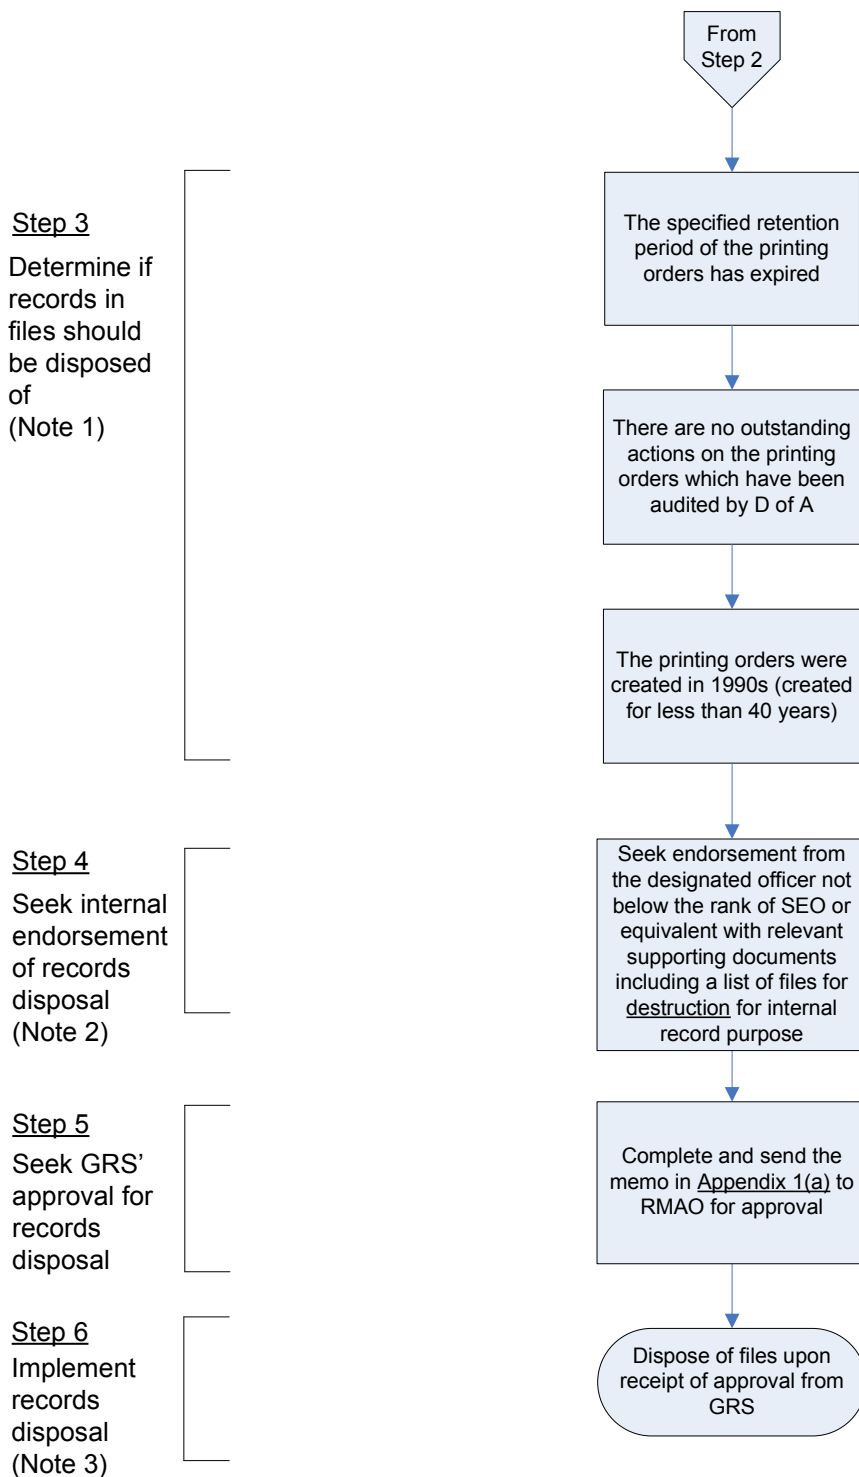 From
Step 2
Step 3
Determine if
records in
files should
be disposed
of
(Note 1)
The specified retention
period of the printing
orders has expired
There are no outstanding
actions on the printing
orders which have been
audited by D of A
The printing orders were
created in 1990s (created
for less than 40 years)
Step 4
Seek internal
endorsement
of records
disposal
(Note 2)
Seek endorsement from
the designated officer not
below the rank of SEO or
equivalent with relevant
supporting documents
including a list of files for
destruction for internal
record purpose
Step 5
Seek GRS’
approval for
records
disposal
Complete and send the
memo in Appendix 1(a) to
RMAO for approval
Step 6
Implement
records
disposal
(Note 3)
Dispose of files upon
receipt of approval from
GRS